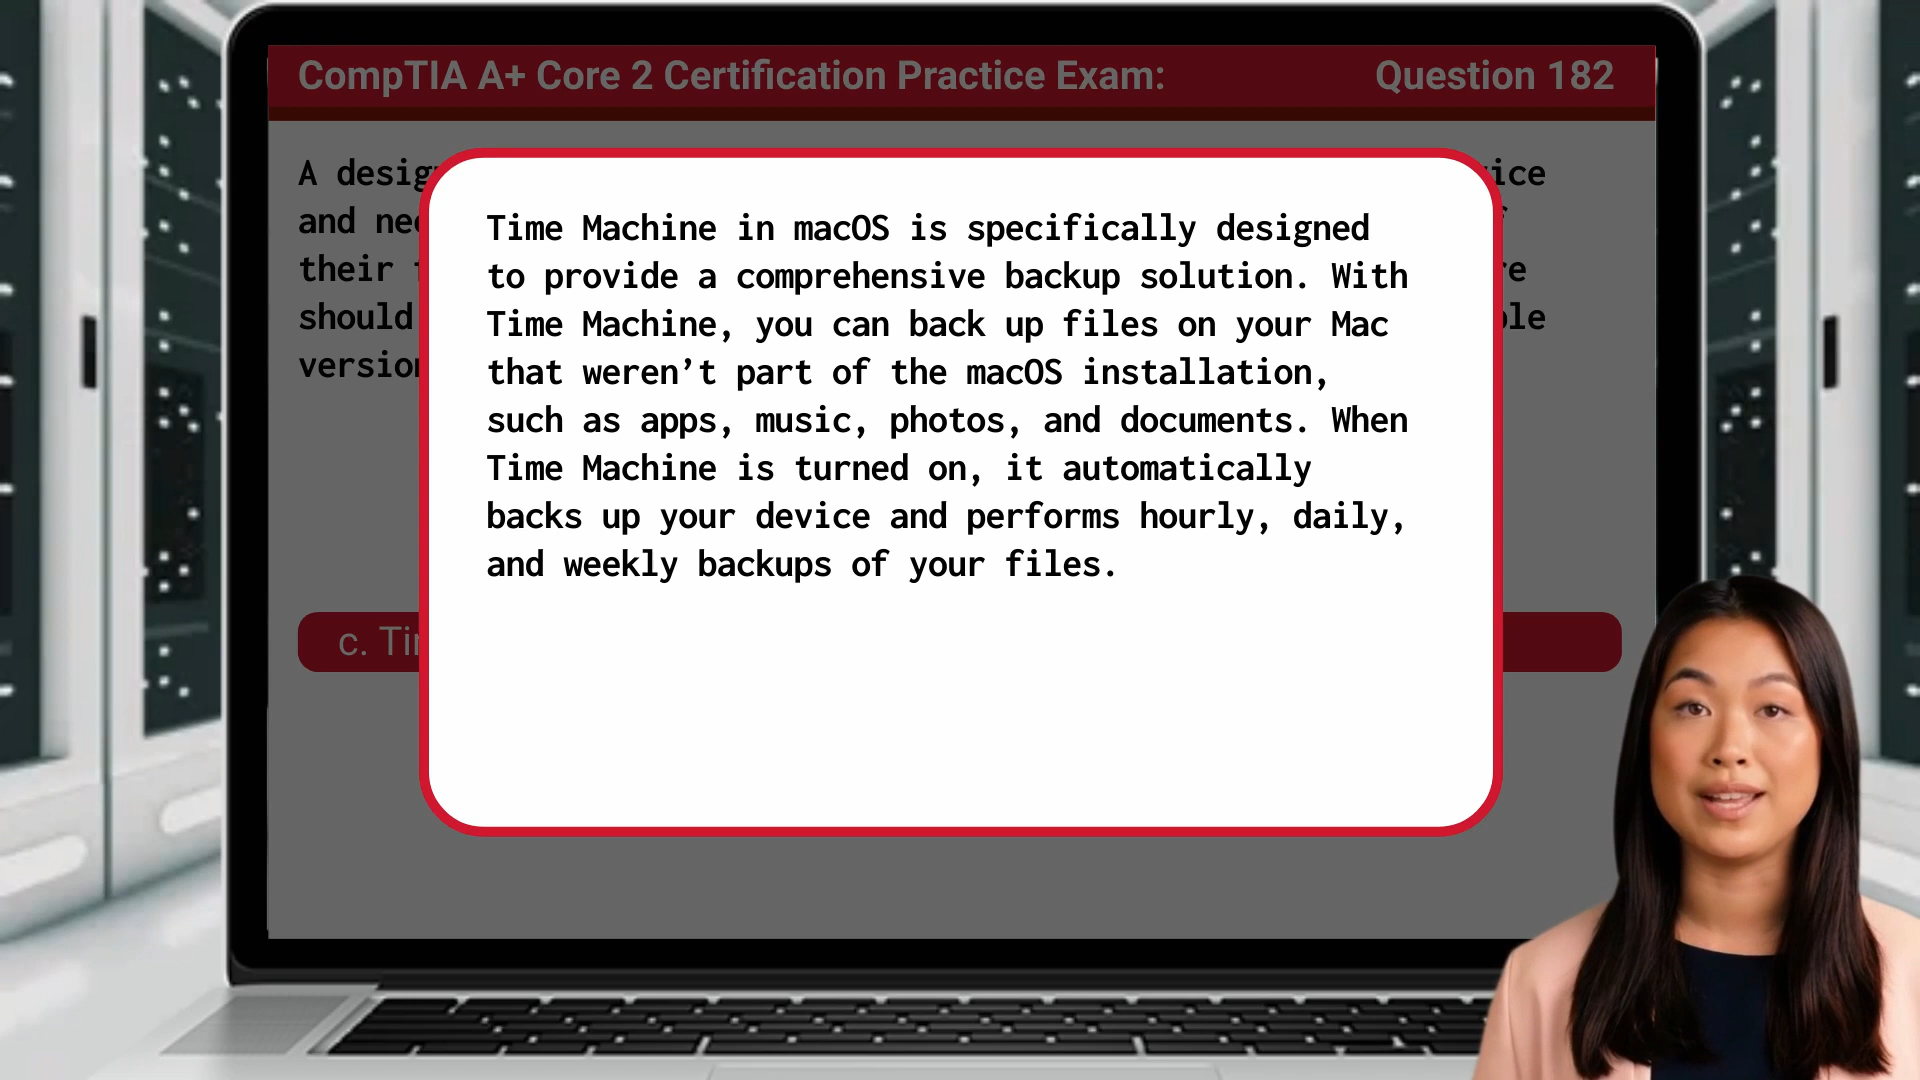 CompTIA A+ Core 2 Certification Practice Exam: Question 182
A
and
their
should
Time Machine in macOS is specifically designed
to provide a comprehensive backup solution. With
Time Machine, you can back up files on your Mac
that weren’t part of the macOS installation,
such as apps, music, photos, and documents. When
Time Machine is turned on, it automatically
backs up your device and performs hourly, daily,
and weekly backups of your files.
c.